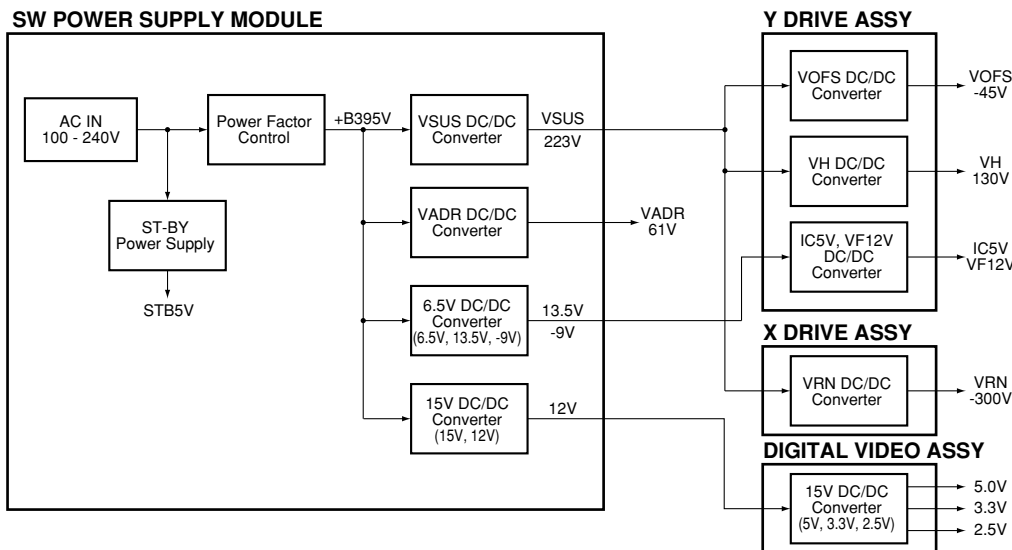 SW POWER SUPPLY MODULE
AC IN
100 - 240V
Power Factor
Control
+B395V
VSUS DC/DC
Converter
VSUS
223V
ST-BY
Power Supply
STB5V
VADR DC/DC
Converter
VADR
61V
6.5V DC/DC
Converter
(6.5V, 13.5V, -9V)
13.5V
-9V
15V DC/DC
Converter
(15V, 12V)
12V
Y DRIVE ASSY
VOFS DC/DC
Converter
VOFS
-45V
VH DC/DC
Converter
VH
130V
IC5V, VF12V
DC/DC
Converter
IC5V
VF12V
X DRIVE ASSY
VRN DC/DC
Converter
VRN
-300V
DIGITAL VIDEO ASSY
15V DC/DC
Converter
(5V, 3.3V, 2.5V)
5.0V
3.3V
2.5V